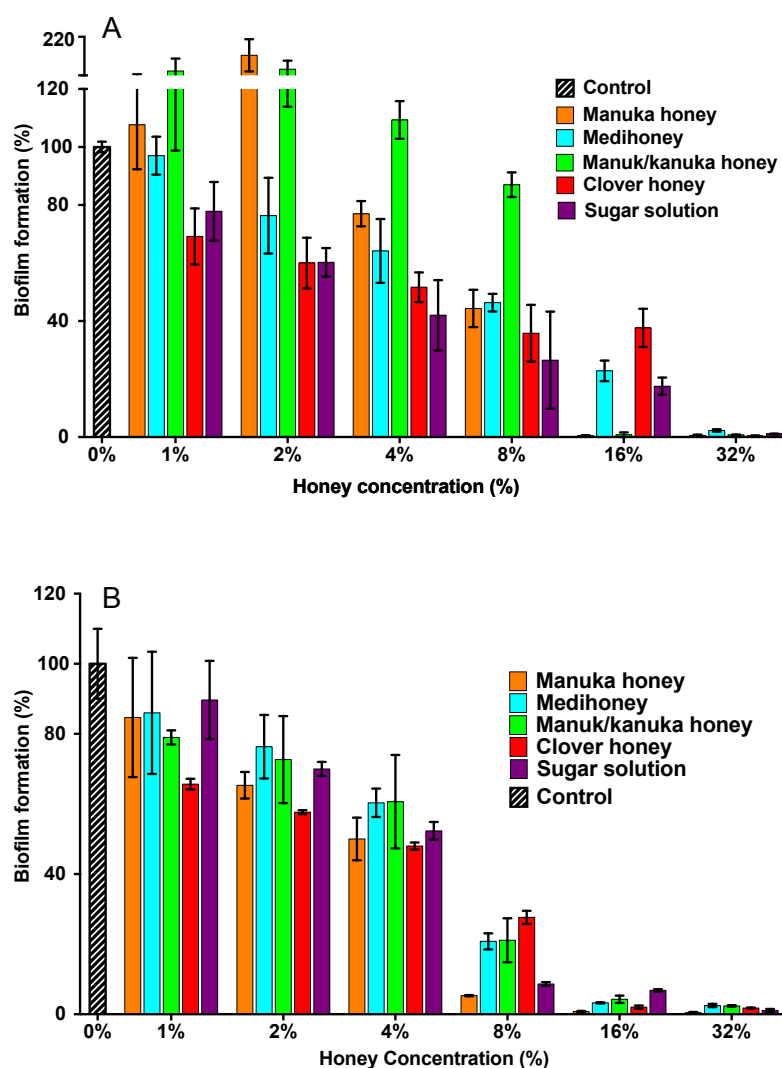 A
220
120
100
80
40
0
Biofilm formation (%)
Control
Manuka honey
Medihoney
Manuk/kanuka honey
Clover honey
Sugar solution
0% 1% 2% 4% 8% 16% 32%
Honey concentration (%)
B
120
100
80
40
0
Biofilm formation (%)
Manuka honey
Medihoney
Manuk/kanuka honey
Clover honey
Sugar solution
Control
0% 1% 2% 4% 8% 16% 32%
Honey Concentration (%)